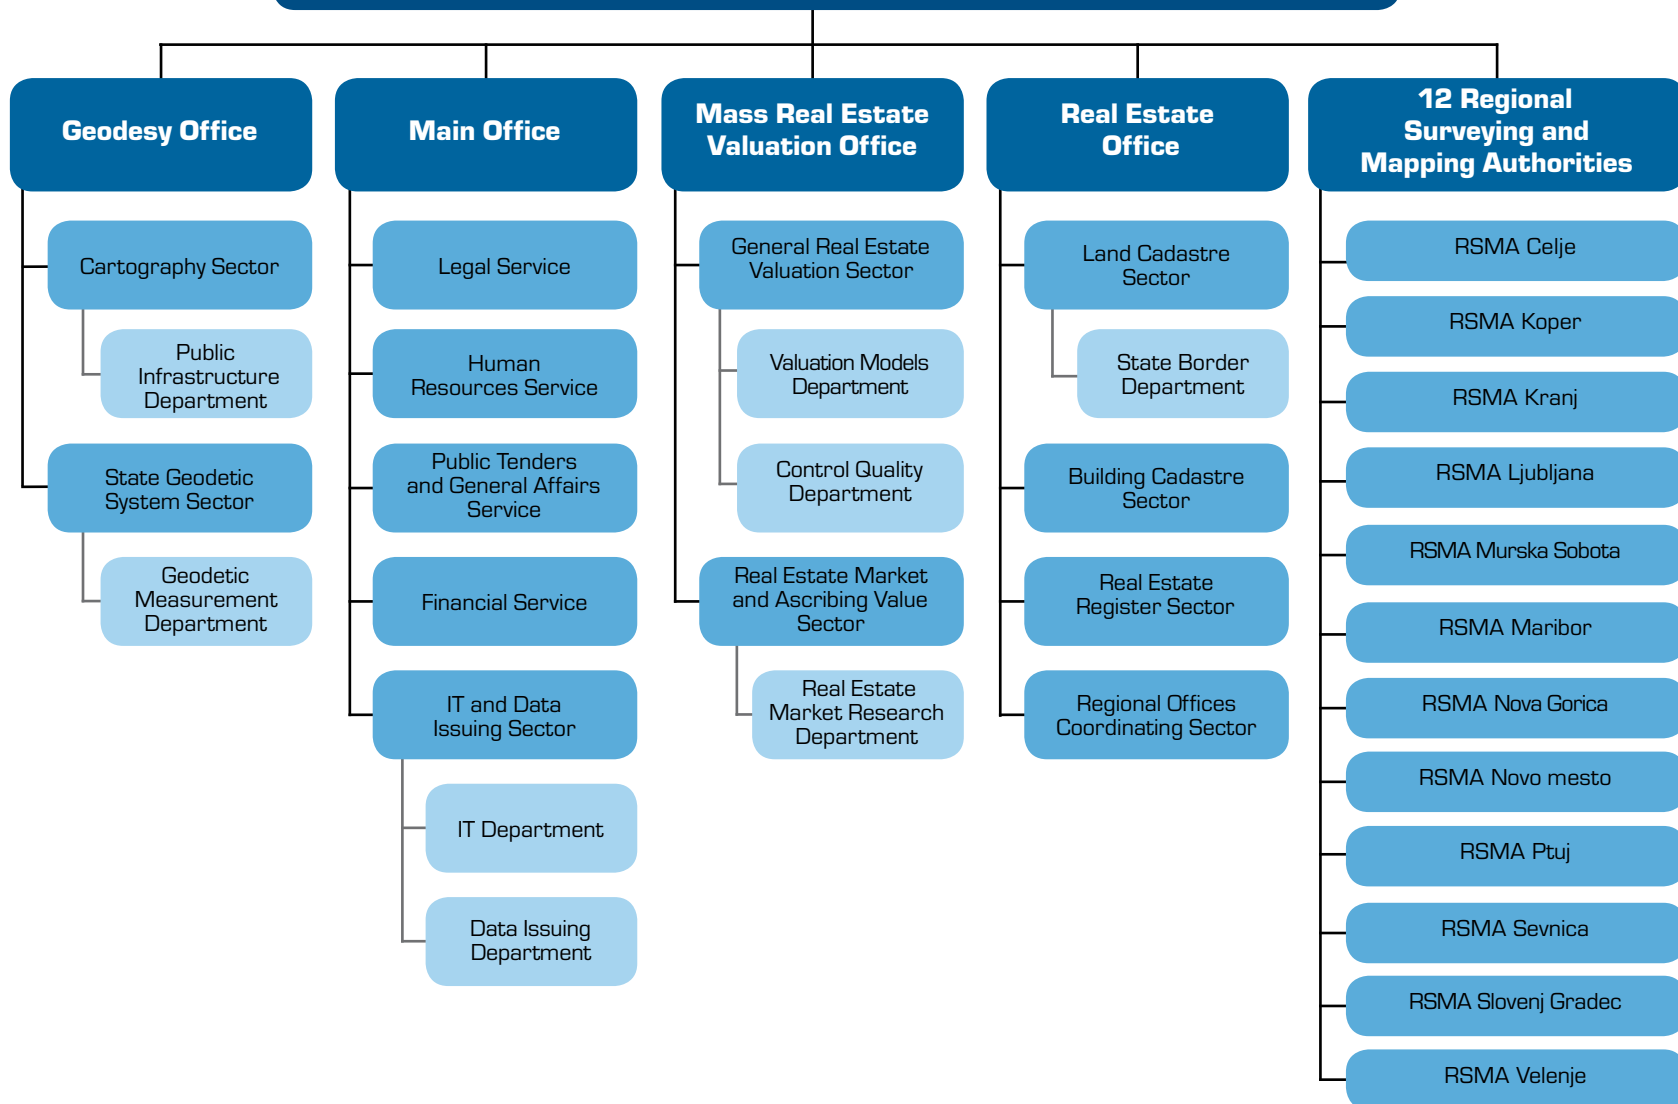 Geodesy Office
Cartography Sector
Public
Infrastructure
Department
State Geodetic
System Sector
Geodetic
Measurement
Department
Main Office
Legal Service
Human
Resources Service
Public Tenders
and General Affairs
Service
Financial Service
IT and Data
Issuing Sector
IT Department
Data Issuing
Department
Mass Real Estate
Valuation Office
General Real Estate
Valuation Sector
Valuation Models
Department
Control Quality
Department
Real Estate Market
and Ascribing Value
Sector
Real Estate
Market Research
Department
Real Estate
Office
Land Cadastre
Sector
State Border
Department
Building Cadastre
Sector
Real Estate
Register Sector
Regional Offices
Coordinating Sector
12 Regional
Surveying and
Mapping Authorities
RSMA Celje
RSMA Koper
RSMA Kranj
RSMA Ljubljana
RSMA Murska Sobota
RSMA Maribor
RSMA Nova Gorica
RSMA Novo mesto
RSMA Ptuj
RSMA Sevnica
RSMA Slovenj Gradec
RSMA Velenje